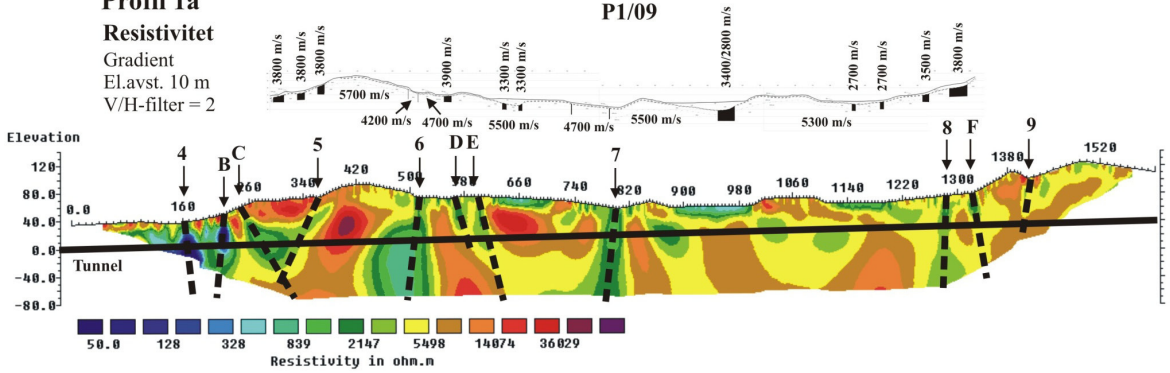 Profil 1a
Resistivitet
Gradient
El.avst. 10 m
V/H-filter = 2
P1/09
3800 m/s
3800 m/s
3800 m/s
5700 m/s
4200 m/s
4700 m/s
3900 m/s
3300 m/s
3300 m/s
5500 m/s
4700 m/s
5500 m/s
3400/2800 m/s
5300 m/s
2700 m/s
2700 m/s
3500 m/s
3800 m/s
Elevation
4 B C 5 6 D E 7 8 F 9
120
80.0
40.0
0.0
-40.0
-80.0
0.0 160 260 340 420 500 580 660 740 820 900 980 1060 1140 1220 1300 1380 1520
Tunnel
50.0 128 328 839 2147 5498 14074 36029
Resistivity in ohm.m